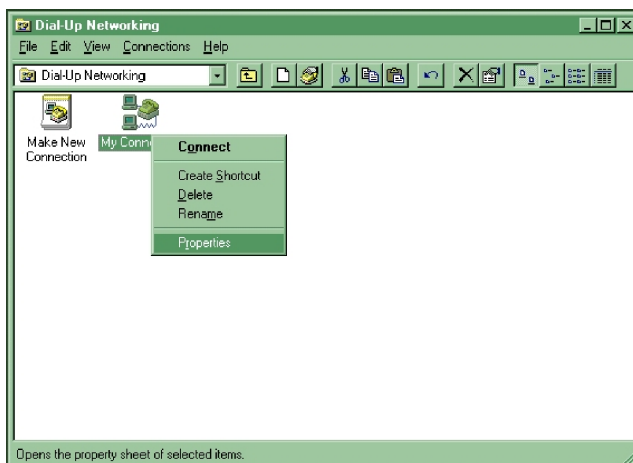 Dial-Up Networking
File Edit View Connections Help
Dial-Up Networking
Make New
Connection
My Conn
Connect
Create Shortcut
Delete
Rename
Properties
Opens the property sheet of selected items.